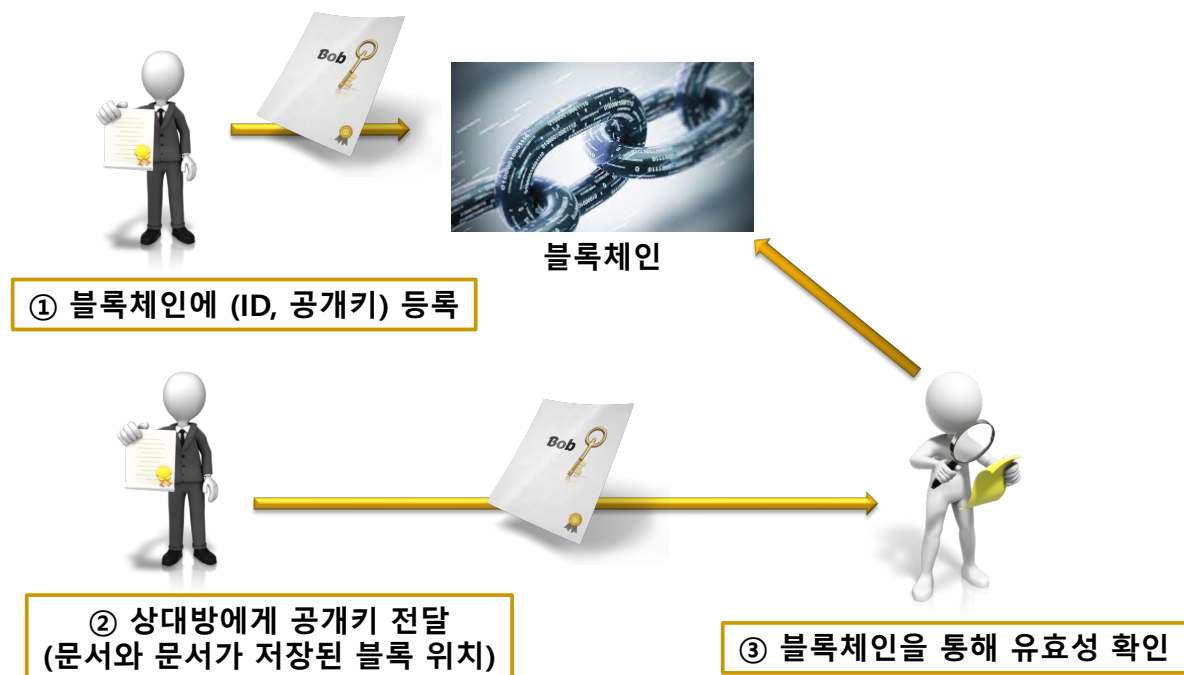 Bob
블록체인
① 블록체인에 (ID, 공개키) 등록
Bob
② 상대방에게 공개키 전달
(문서와 문서가 저장된 블록 위치)
③ 블록체인을 통해 유효성 확인